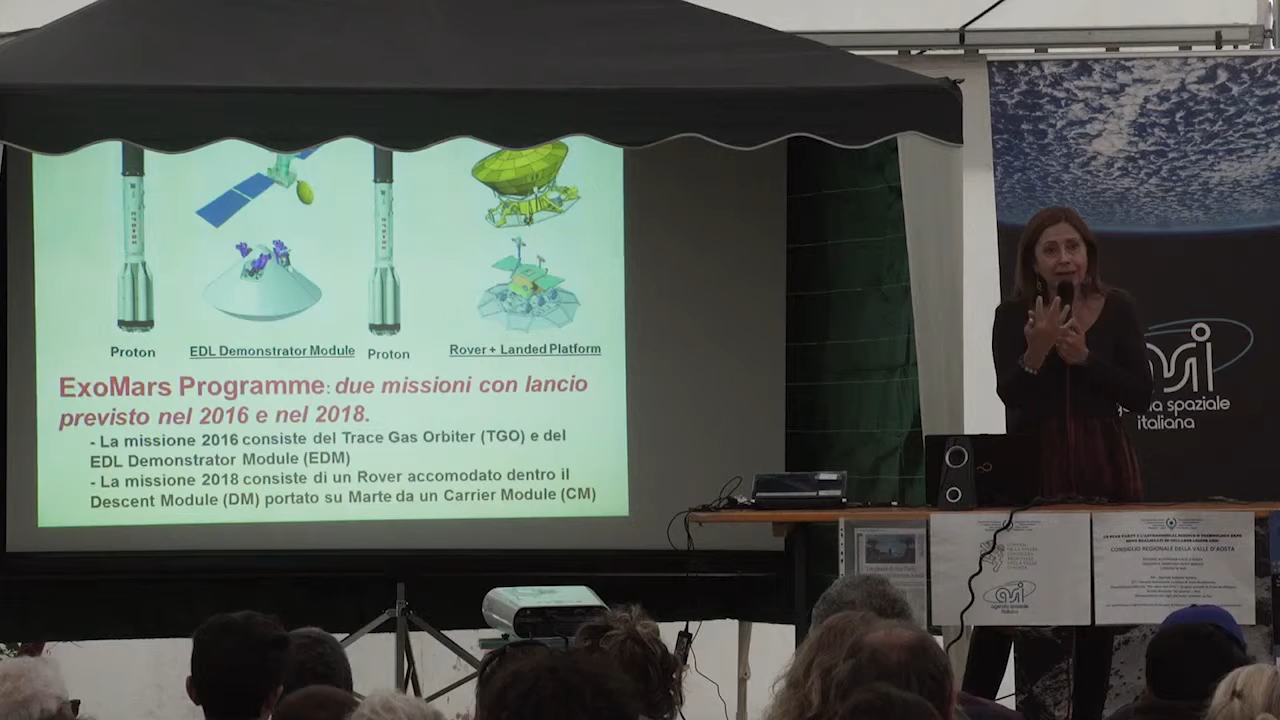 Proton
EDL Demonstrator Module
Proton
Rover + Landed Platform
ExoMars Programme: due missioni con lancio
previsto nel 2016 e nel 2018.
- La missione 2016 consiste del Trace Gas Orbiter (TGO) e del
EDL Demonstrator Module (EDM)
- La missione 2018 consiste di un Rover accomodato dentro il
Descent Module (DM) portato su Marte da un Carrier Module (CM)
asi
spaziale
italiana
asi
agenzia spaziale
italiana
CONSIGLIO REGIONALE DELLA VALLE D'AOSTA